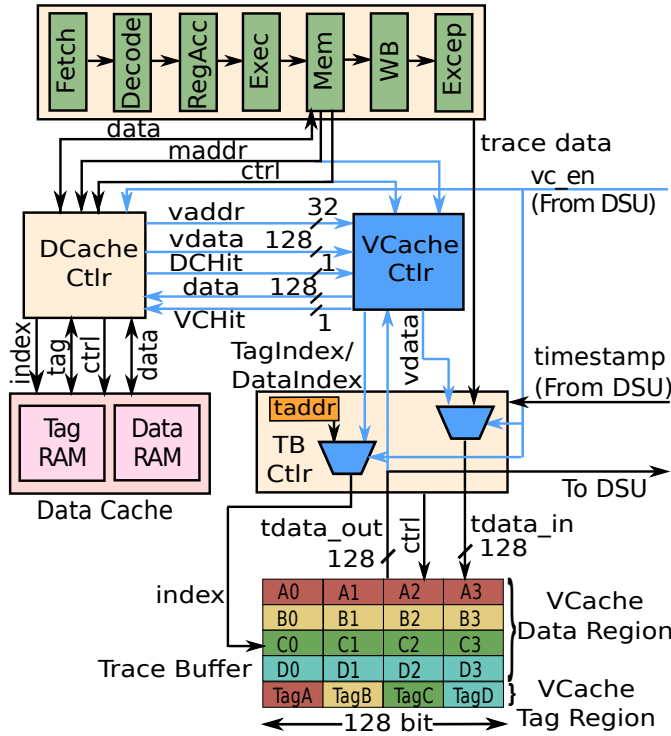 Fetch
Decode
RegAcc
Exec
Mem
WB
Excep
data
maddr
ctrl
trace data
vc_en
(From DSU)
DCache
Ctlr
vaddr 32
vdata 128
DCHit 1
data 128
VCHit 1
VCache
Ctlr
index
tag
ctrl
data
TagIndex/
DataIndex
vdata
timestamp
(From DSU)
Tag
RAM
Data
RAM
Data Cache
taddr
TB
Ctlr
To DSU
tdata_out
128
ctrl
tdata_in
128
index
A0 A1 A2 A3
B0 B1 B2 B3
C0 C1 C2 C3
D0 D1 D2 D3
TagA TagB TagC TagD
Trace Buffer
VCache
Data Region
VCache
Tag Region
128 bit